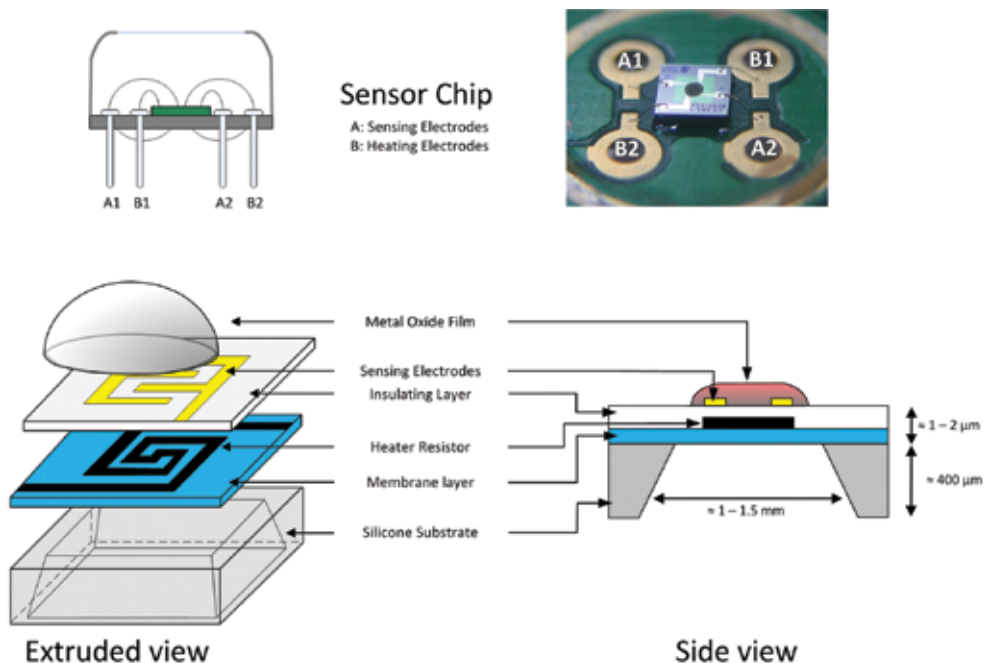 Sensor Chip
A: Sensing Electrodes
B: Heating Electrodes
A1 B1 A2 B2
A1 B1
B2 A2
Metal Oxide Film
Sensing Electrodes
Insulating Layer
Heater Resistor
Membrane layer
Silicone Substrate
≈ 1 – 2 µm
≈ 400 µm
≈ 1 – 1.5 mm
Extruded view
Side view